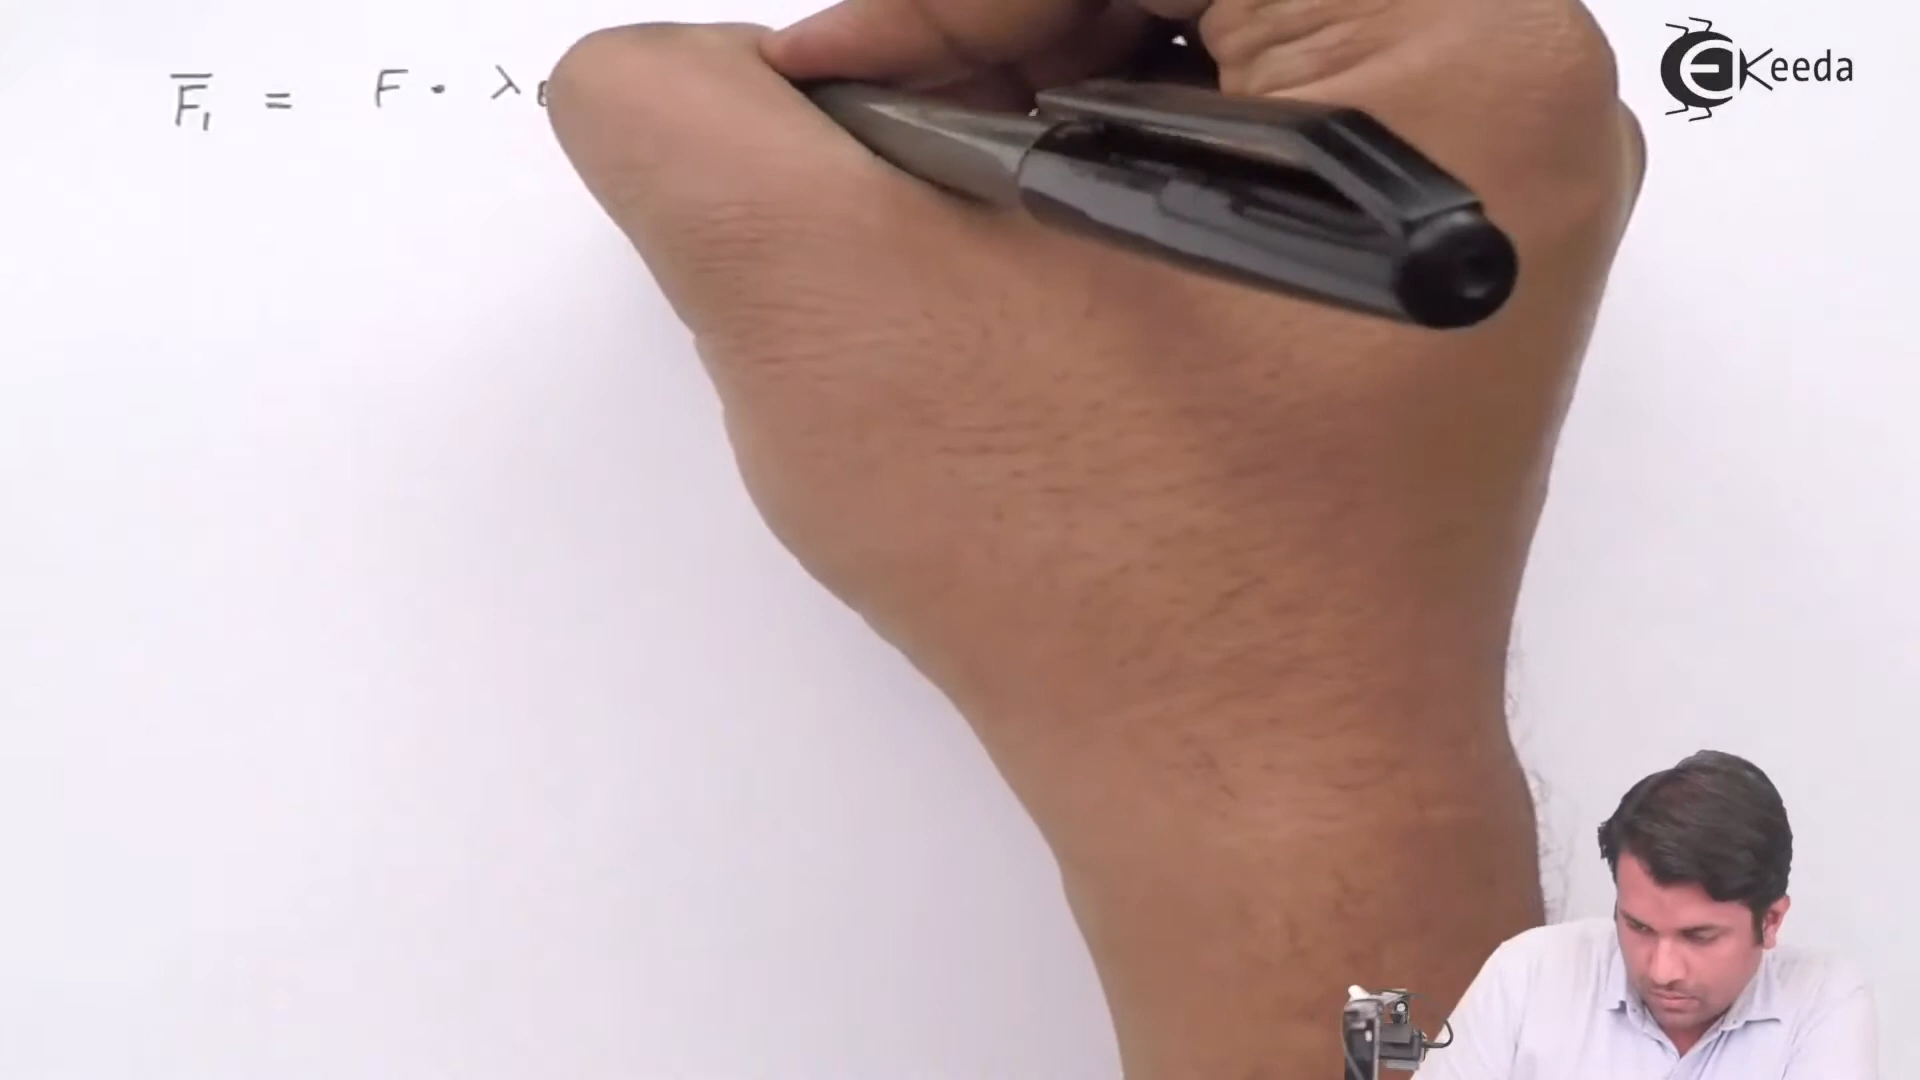 F̅₁ = F · λ
EKeeda